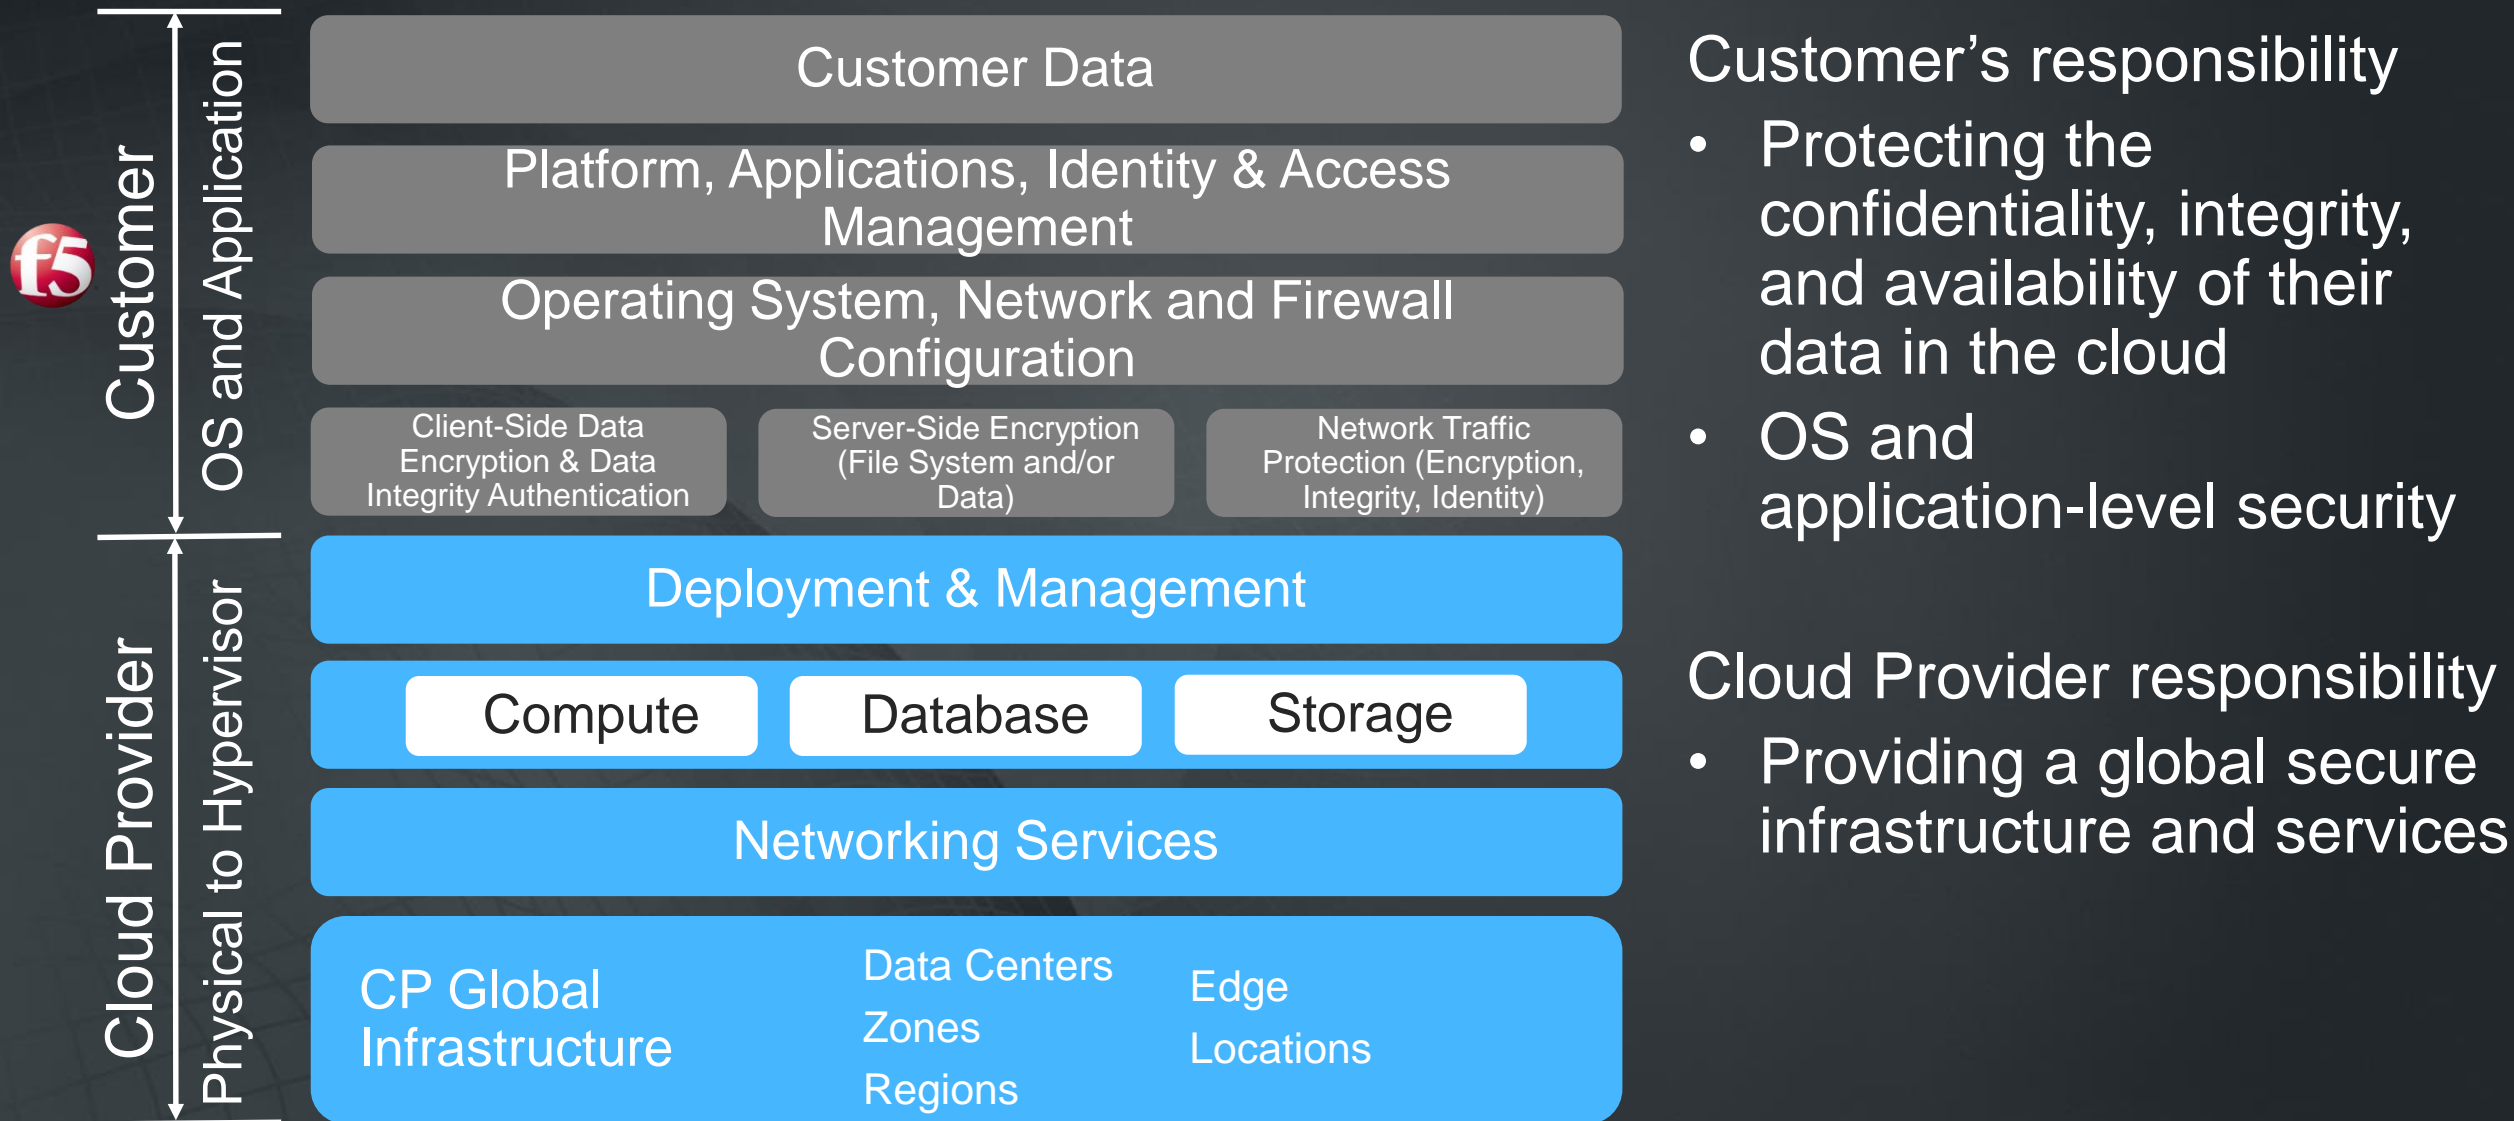 Customer
OS and Application
f5
Customer Data
Platform, Applications, Identity & Access
Management
Operating System, Network and Firewall
Configuration
Client-Side Data
Encryption & Data
Integrity Authentication
Server-Side Encryption
(File System and/or
Data)
Network Traffic
Protection (Encryption,
Integrity, Identity)
Cloud Provider
Physical to Hypervisor
Deployment & Management
Compute
Database
Storage
Networking Services
CP Global
Infrastructure
Data Centers
Zones
Regions
Edge
Locations
Customer’s responsibility
• Protecting the
confidentiality, integrity,
and availability of their
data in the cloud
• OS and
application-level security
Cloud Provider responsibility
• Providing a global secure
infrastructure and services